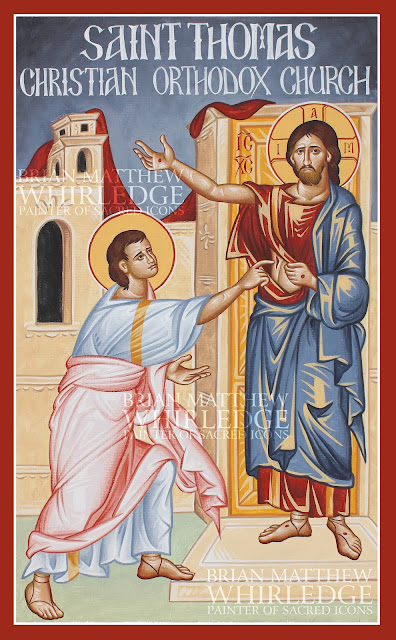 SAINT THOMAS
CHRISTIAN ORTHODOX CHURCH
I A M
IC
XC
BRIAN MATTHEW
WHIRLEDGE
PAINTER OF SACRED ICONS
BRIAN MATTHEW
WHIRLEDGE
PAINTER OF SACRED ICONS
BRIAN MATTHEW
WHIRLEDGE
PAINTER OF SACRED ICONS